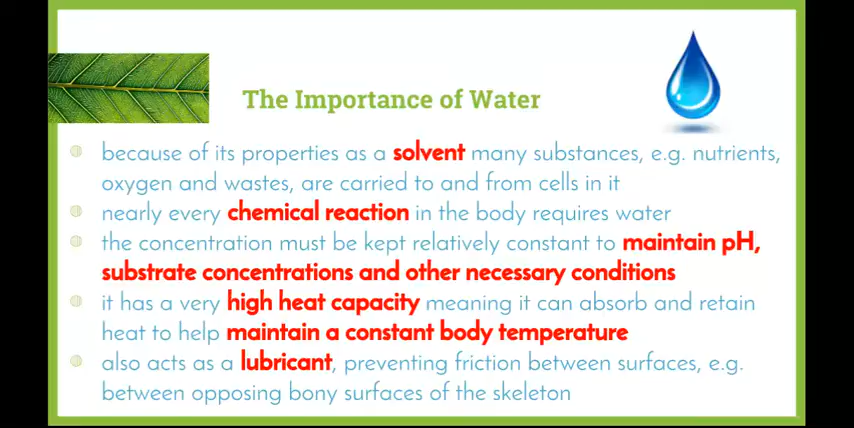 The Importance of Water
because of its properties as a solvent many substances, e.g. nutrients,
oxygen and wastes, are carried to and from cells in it
nearly every chemical reaction in the body requires water
the concentration must be kept relatively constant to maintain pH,
substrate concentrations and other necessary conditions
it has a very high heat capacity meaning it can absorb and retain
heat to help maintain a constant body temperature
also acts as a lubricant, preventing friction between surfaces, e.g.
between opposing bony surfaces of the skeleton